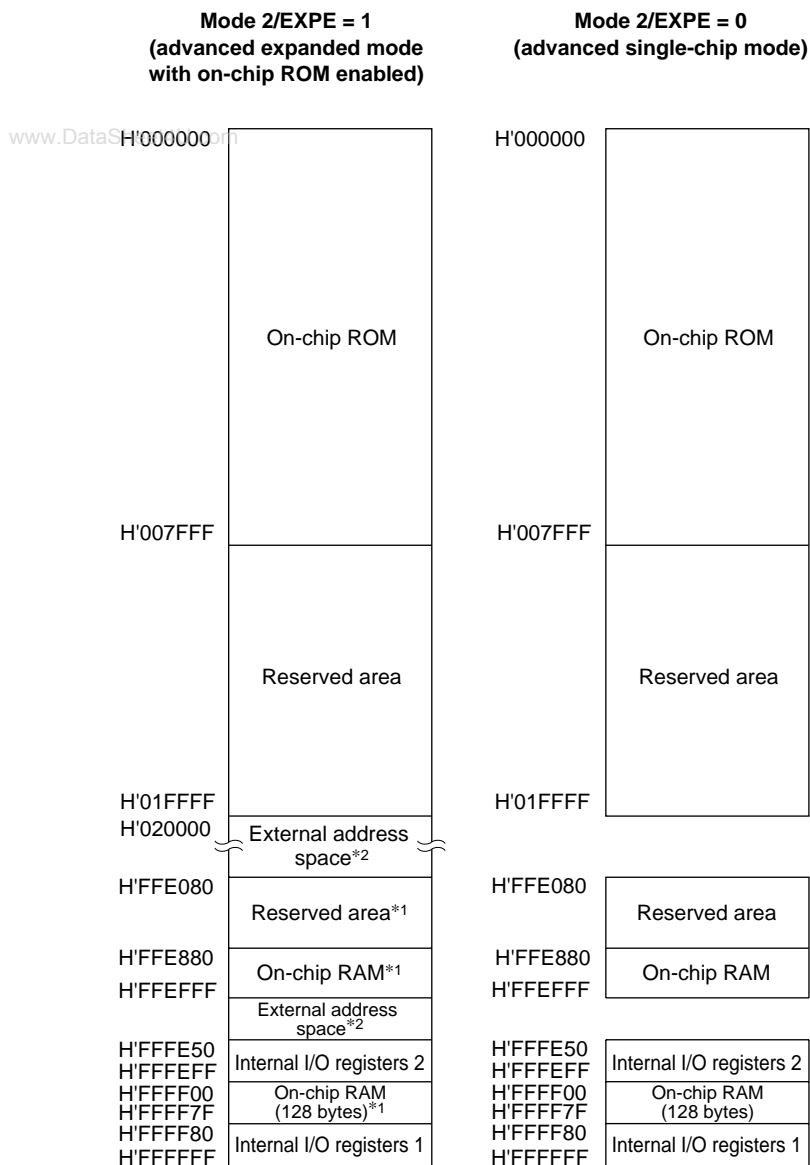 Mode 2/EXPE = 1
(advanced expanded mode
with on-chip ROM enabled)
Mode 2/EXPE = 0
(advanced single-chip mode)
H'000000
On-chip ROM
H'007FFF
Reserved area
H'01FFFF
H'020000
External address
space*2
H'FFE080
Reserved area*1
H'FFE880
On-chip RAM*1
H'FFEFFF
External address
space*2
H'FFFE50
Internal I/O registers 2
H'FFFEFF
H'FFFF00
On-chip RAM
(128 bytes)*1
H'FFFF7F
H'FFFF80
Internal I/O registers 1
H'FFFFFF
H'000000
On-chip ROM
H'007FFF
Reserved area
H'01FFFF
H'FFE080
Reserved area
H'FFE880
On-chip RAM
H'FFEFFF
H'FFFE50
Internal I/O registers 2
H'FFFEFF
H'FFFF00
On-chip RAM
(128 bytes)
H'FFFF7F
H'FFFF80
Internal I/O registers 1
H'FFFFFF